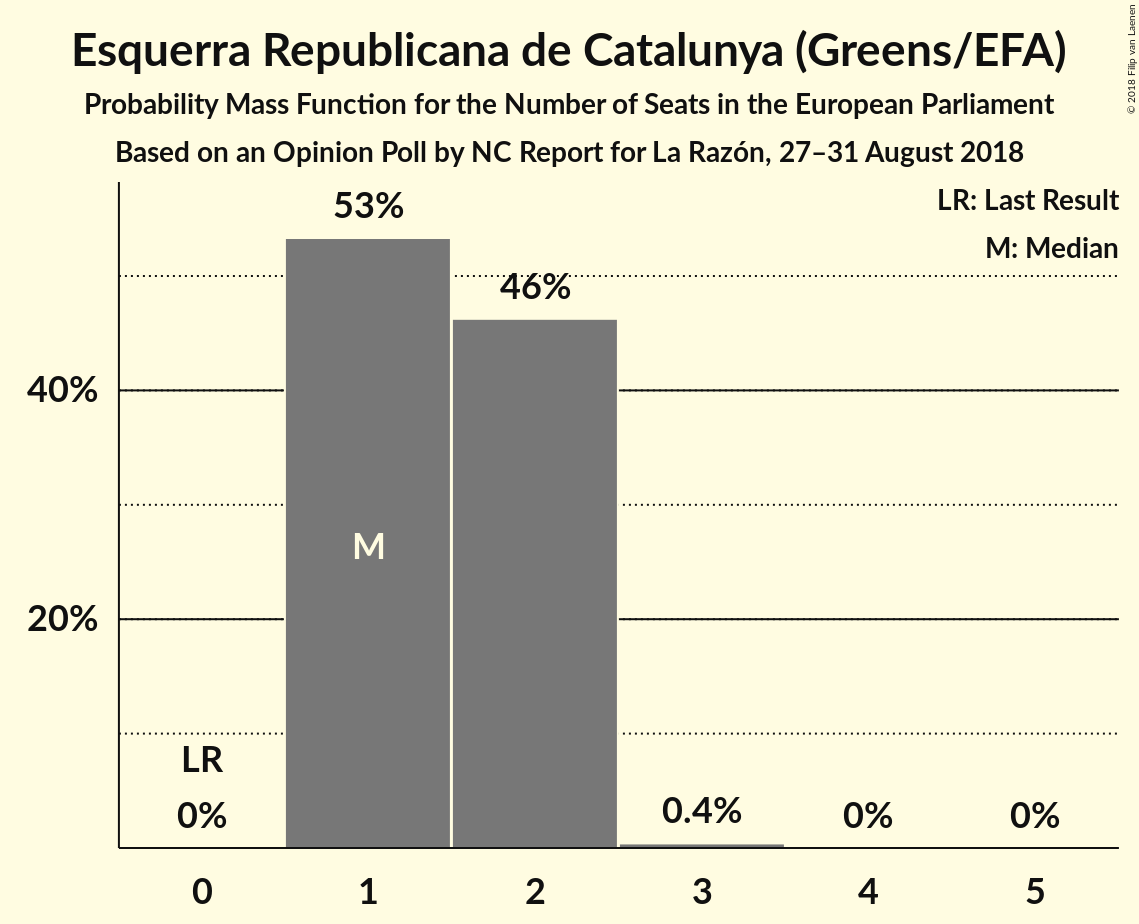 Esquerra Republicana de Catalunya (Greens/EFA)
Probability Mass Function for the Number of Seats in the European Parliament
Based on an Opinion Poll by NC Report for La Razón, 27–31 August 2018
© 2018 Filip van Laenen
LR: Last Result
M: Median
53%
46%
40%
M
20%
LR
0%
0.4%
0%
0%
0 1 2 3 4 5